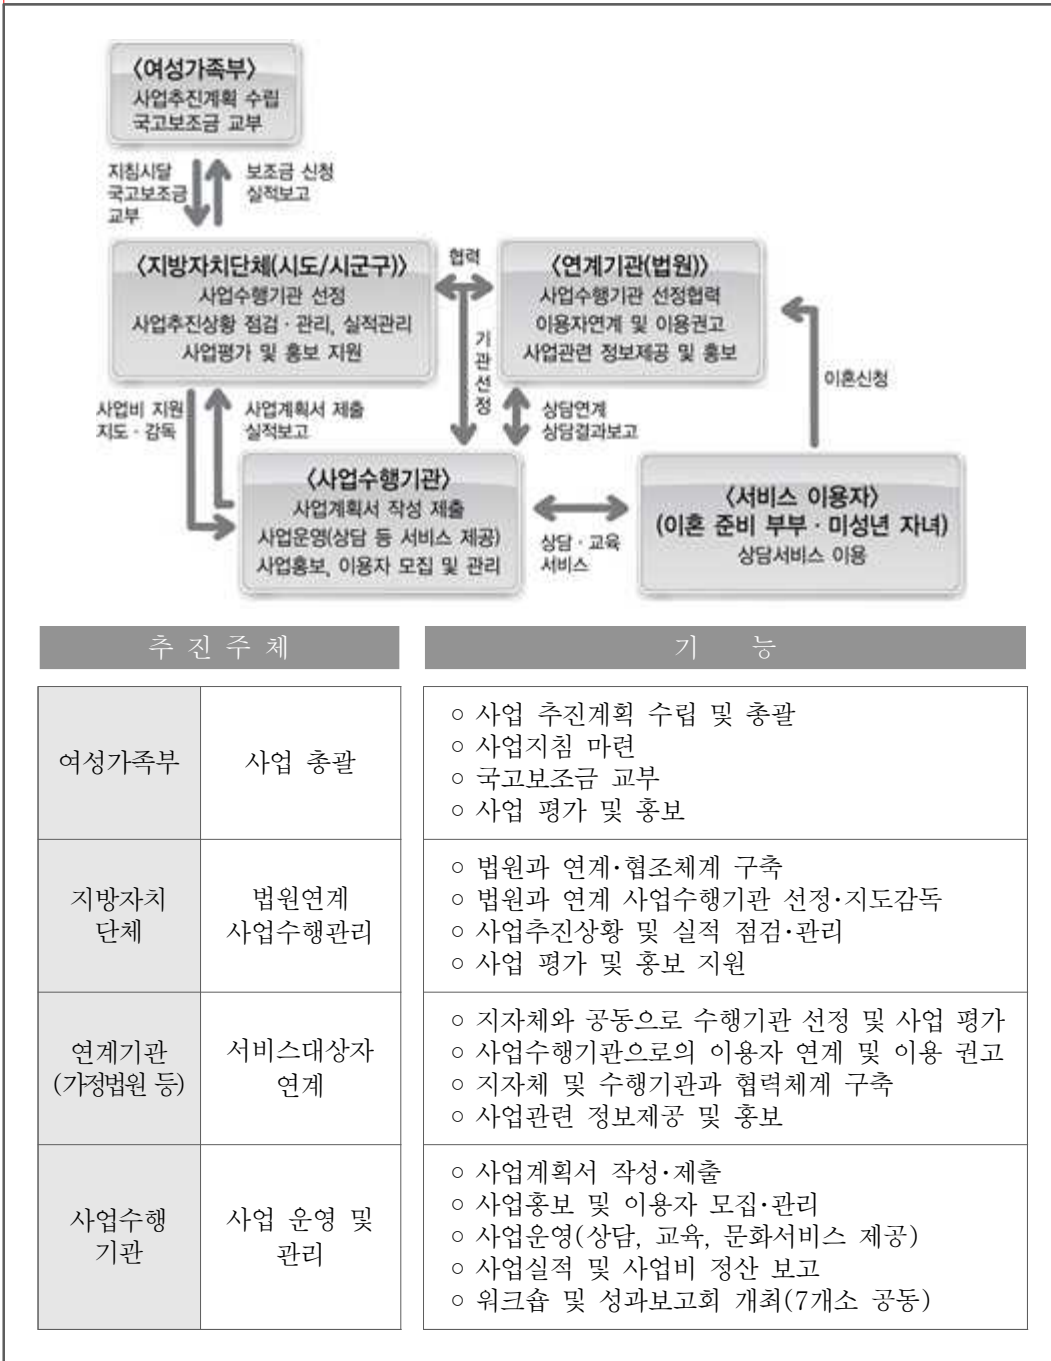 〈여성가족부〉
사업추진계획 수립
국고보조금 교부
지침시달
국고보조금
교부
보조금 신청
실적보고
〈지방자치단체(시도/시군구)〉
사업수행기관 선정
사업추진상황 점검 · 관리, 실적관리
사업평가 및 홍보 지원
협력
기관선정
〈연계기관(법원)〉
사업수행기관 선정협력
이용자연계 및 이용권고
사업관련 정보제공 및 홍보
이혼신청
사업비 지원
지도 · 감독
사업계획서 제출
실적보고
상담연계
상담결과보고
〈사업수행기관〉
사업계획서 작성 제출
사업운영(상담 등 서비스 제공)
사업홍보, 이용자 모집 및 관리
상담 · 교육
서비스
〈서비스 이용자〉
(이혼 준비 부부 · 미성년 자녀)
상담서비스 이용
추 진 주 체
기 능
여성가족부
사업 총괄
○ 사업 추진계획 수립 및 총괄
○ 사업지침 마련
○ 국고보조금 교부
○ 사업 평가 및 홍보
지방자치
단체
법원연계
사업수행관리
○ 법원과 연계·협조체계 구축
○ 법원과 연계 사업수행기관 선정·지도감독
○ 사업추진상황 및 실적 점검·관리
○ 사업 평가 및 홍보 지원
연계기관
(가정법원 등)
서비스대상자
연계
○ 지자체와 공동으로 수행기관 선정 및 사업 평가
○ 사업수행기관으로의 이용자 연계 및 이용 권고
○ 지자체 및 수행기관과 협력체계 구축
○ 사업관련 정보제공 및 홍보
사업수행
기관
사업 운영 및
관리
○ 사업계획서 작성·제출
○ 사업홍보 및 이용자 모집·관리
○ 사업운영(상담, 교육, 문화서비스 제공)
○ 사업실적 및 사업비 정산 보고
○ 워크숍 및 성과보고회 개최(7개소 공동)